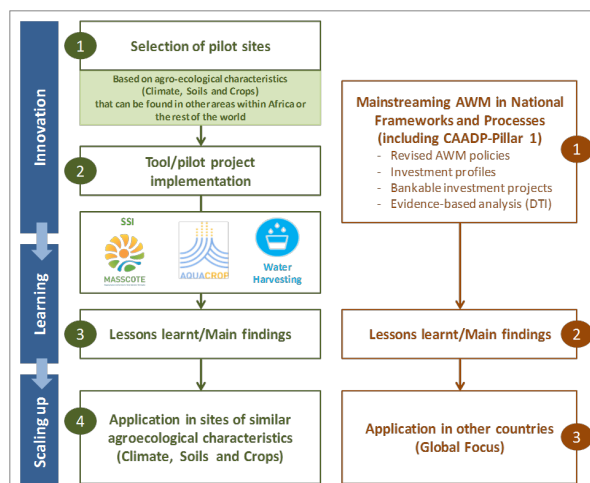 Innovation
Learning
Scaling up
1
Selection of pilot sites
Based on agro-ecological characteristics
(Climate, Soils and Crops)
that can be found in other areas within Africa or
the rest of the world
2
Tool/pilot project
implementation
SSI
MASSCOTE
AQUACROP
Water
Harvesting
3
Lessons learnt/Main findings
4
Application in sites of similar
agroecological characteristics
(Climate, Soils and Crops)
Mainstreaming AWM in National
Frameworks and Processes
(including CAADP-Pillar 1)
1
- Revised AWM policies
- Investment profiles
- Bankable investment projects
- Evidence-based analysis (DTI)
Lessons learnt/Main findings
2
Application in other countries
(Global Focus)
3